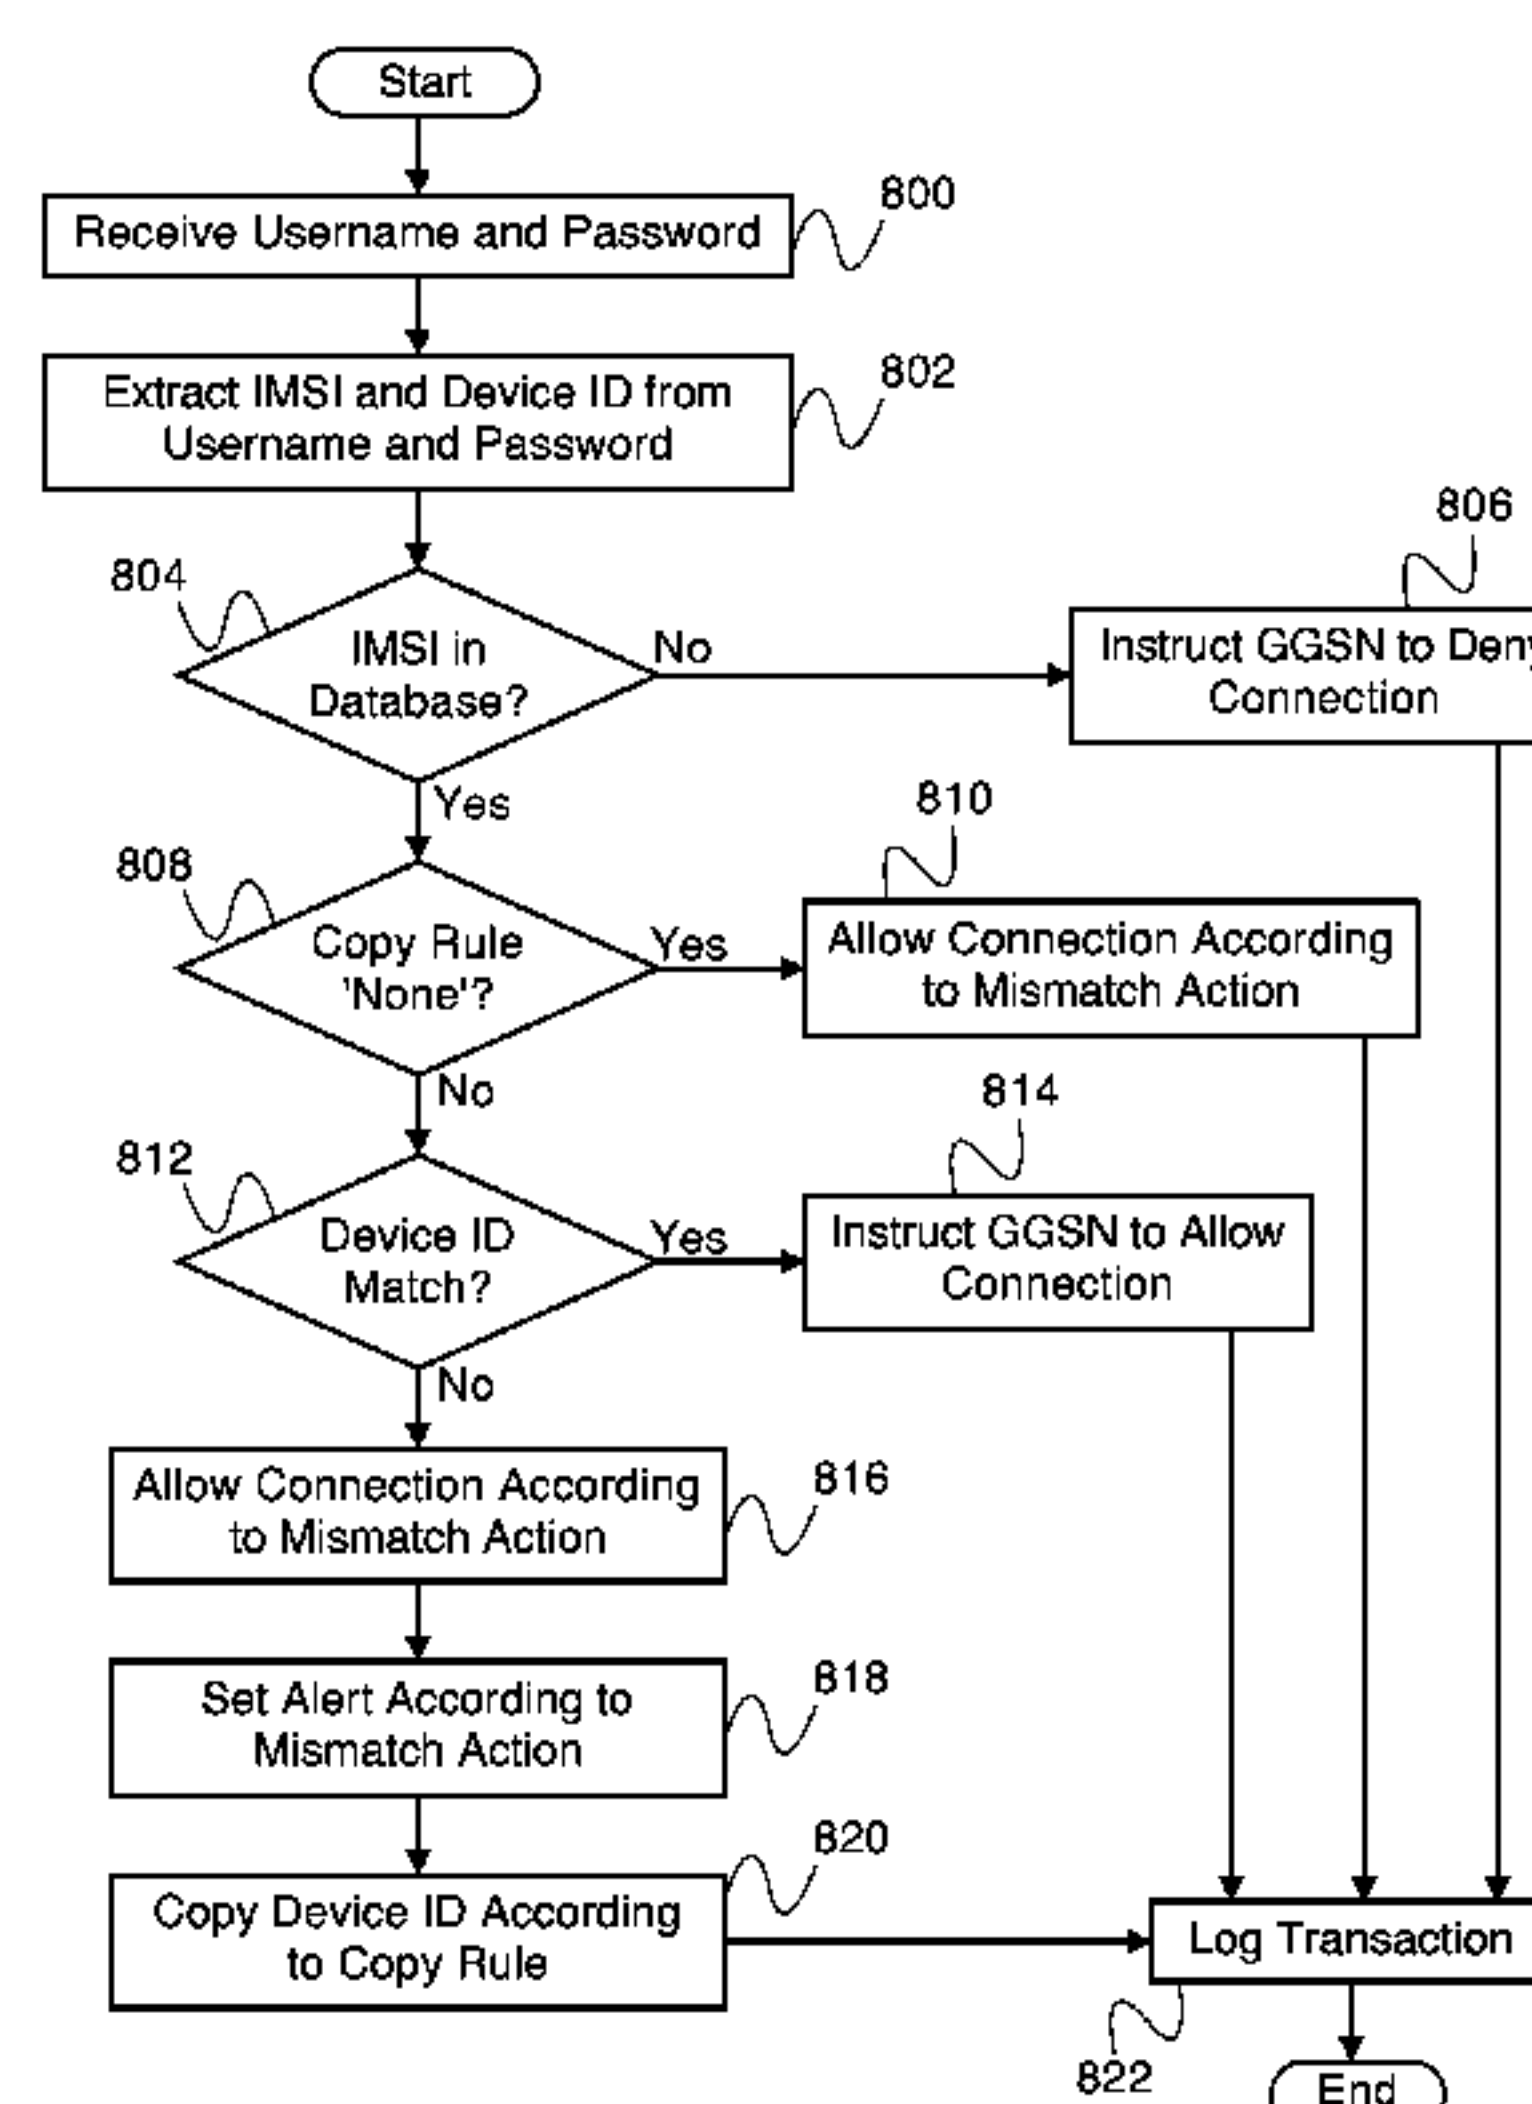 Start
800
Receive Username and Password
802
Extract IMSI and Device ID from
Username and Password
806
804
IMSI in
Database?
No
Instruct GGSN to Deny
Connection
Yes
810
808
Copy Rule
'None'?
Yes
Allow Connection According
to Mismatch Action
No
814
812
Device ID
Match?
Yes
Instruct GGSN to Allow
Connection
No
816
Allow Connection According
to Mismatch Action
818
Set Alert According to
Mismatch Action
820
Copy Device ID According
to Copy Rule
Log Transaction
822
End